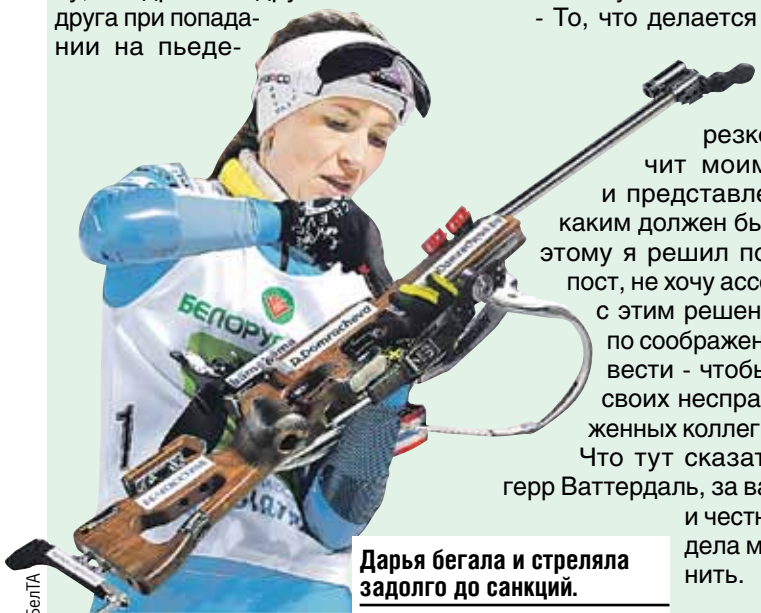 друга при попада-
нии на пьеде-
- То, что делается
резко
чит моим
и представле
каким должен бы
этому я решил по
пост, не хочу ассо
с этим решен
по соображен
вести - чтобы
своих неспра
женных коллег
Что тут сказат
герр Ваттердаль, за ва
и честн
дела м
нить.
БЕЛОРУ
D.Domracheva
Domracheva
1
Дарья бегала и стреляла
задолго до санкций.
БелТА